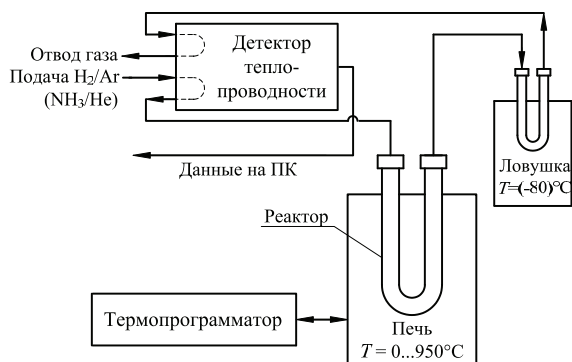 Отвод газа
Подача H2/Ar
(NH3/He)
Детектор
тепло-
проводности
Данные на ПК
Ловушка
T=(-80)°C
Реактор
Термопрограмматор
Печь
T = 0...950°C